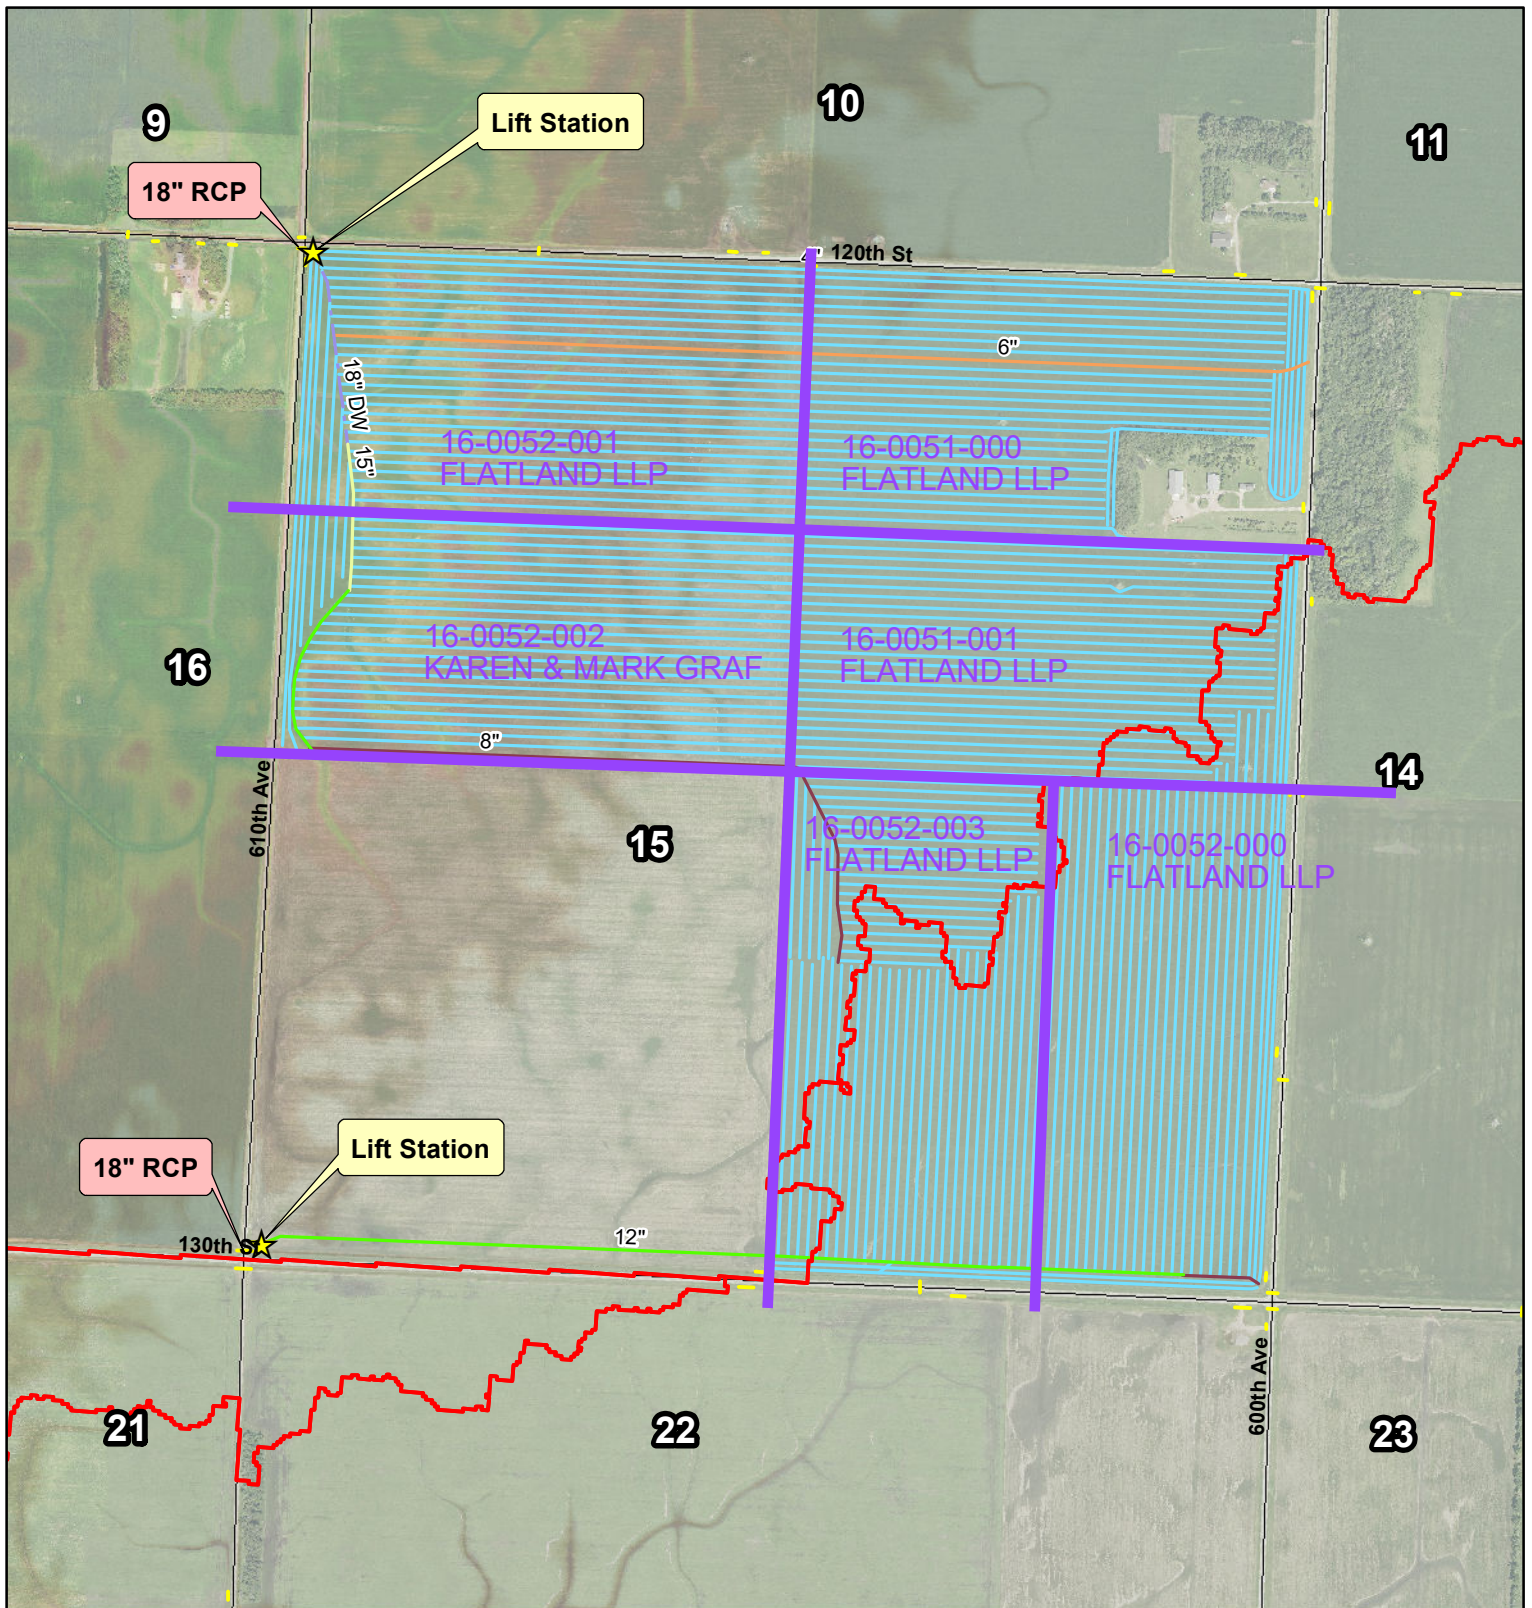 9
10
11
Lift Station
18" RCP
4"
120th St
6"
18" DW
15"
16-0052-001
FLATLAND LLP
16-0051-000
FLATLAND LLP
16
16-0052-002
KAREN & MARK GRAF
16-0051-001
FLATLAND LLP
8"
14
610th Ave
15
16-0052-003
FLATLAND LLP
16-0052-000
FLATLAND LLP
18" RCP
Lift Station
130th St
12"
600th Ave
21
22
23